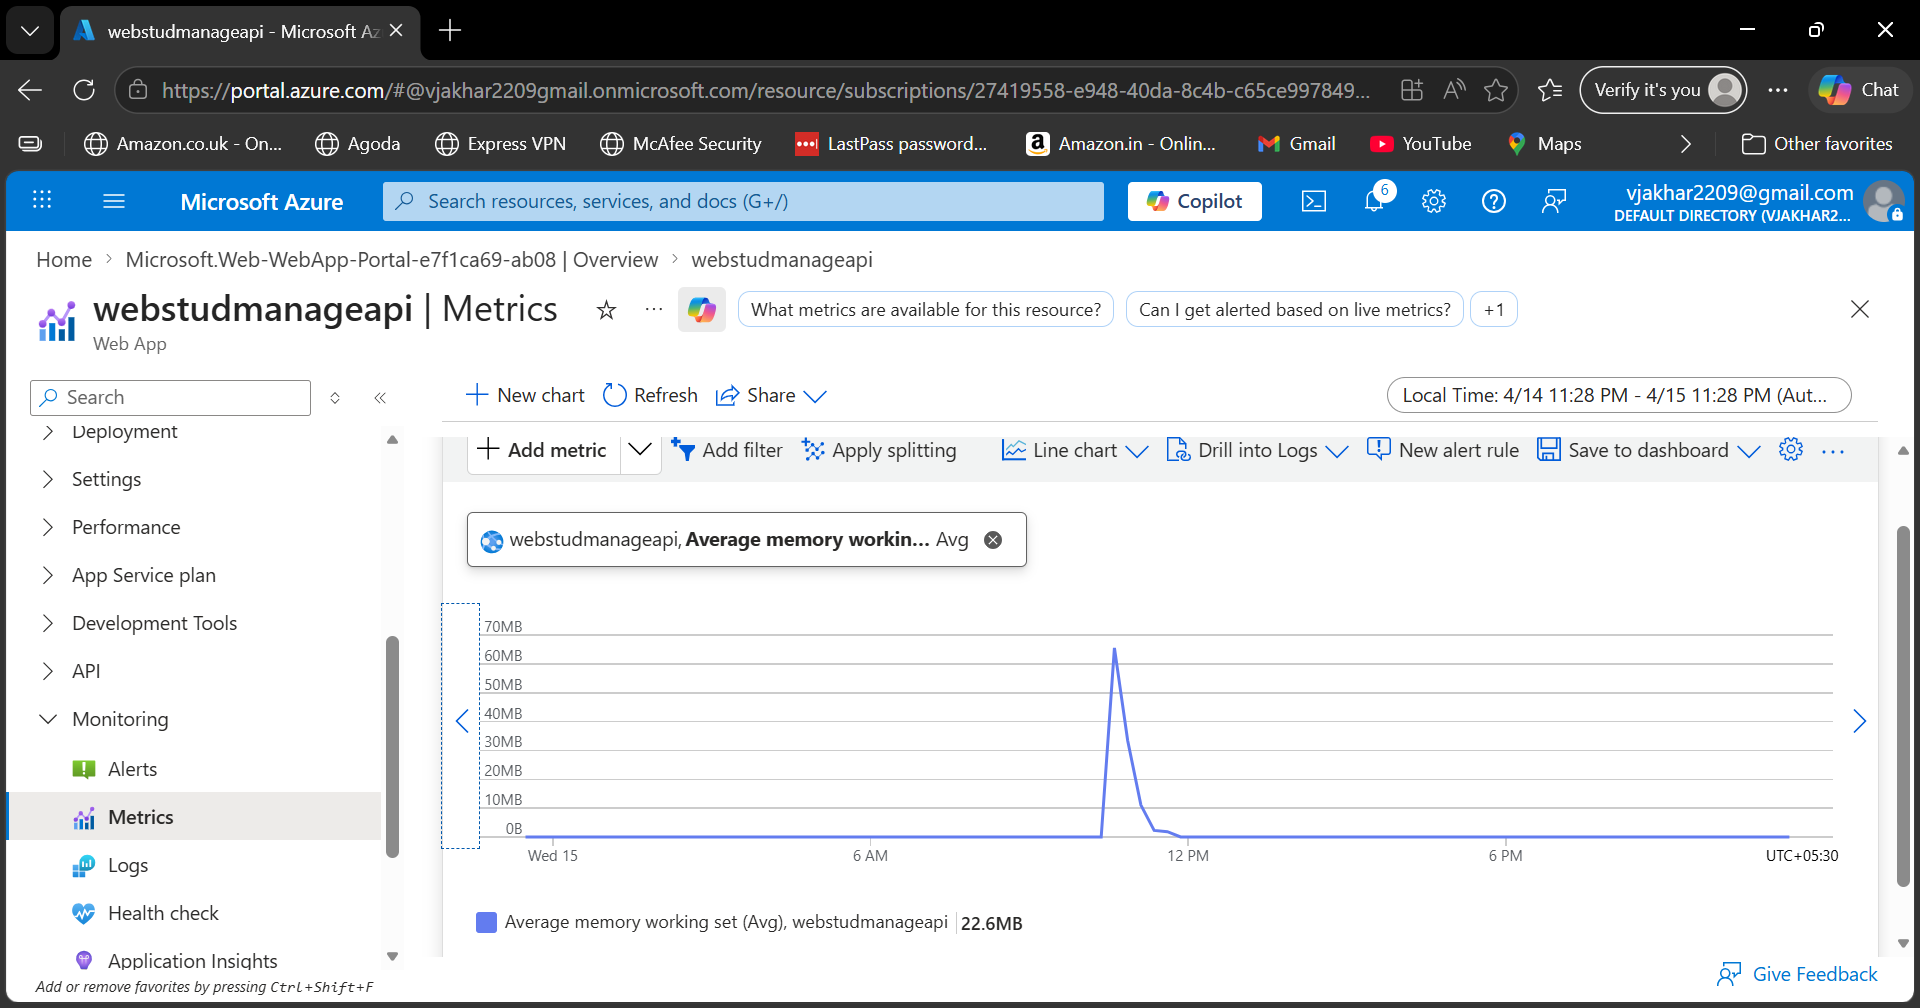 webstudmanageapi - Microsoft Az
https://portal.azure.com/#@vjakhar2209gmail.onmicrosoft.com/resource/subscriptions/27419558-e948-40da-8c4b-c65ce997849...
Verify it's you
Chat
Amazon.co.uk - On...
Agoda
Express VPN
McAfee Security
LastPass password...
Amazon.in - Onlin...
Gmail
YouTube
Maps
Other favorites
Microsoft Azure
Search resources, services, and docs (G+/)
Copilot
6
vjakhar2209@gmail.com
DEFAULT DIRECTORY (VJAKHAR2...
Home > Microsoft.Web-WebApp-Portal-e7f1ca69-ab08 | Overview > webstudmanageapi
webstudmanageapi | Metrics
What metrics are available for this resource?
Can I get alerted based on live metrics?
+1
Web App
Search
New chart
Refresh
Share
Local Time: 4/14 11:28 PM - 4/15 11:28 PM (Aut...
Deployment
Settings
Performance
App Service plan
Development Tools
API
Monitoring
Alerts
Metrics
Logs
Health check
Application Insights
Add or remove favorites by pressing Ctrl+Shift+F
Add metric
Add filter
Apply splitting
Line chart
Drill into Logs
New alert rule
Save to dashboard
webstudmanageapi, Average memory workin... Avg
70MB
60MB
50MB
40MB
30MB
20MB
10MB
0B
Wed 15
6 AM
12 PM
6 PM
UTC+05:30
Average memory working set (Avg), webstudmanageapi | 22.6MB
Give Feedback